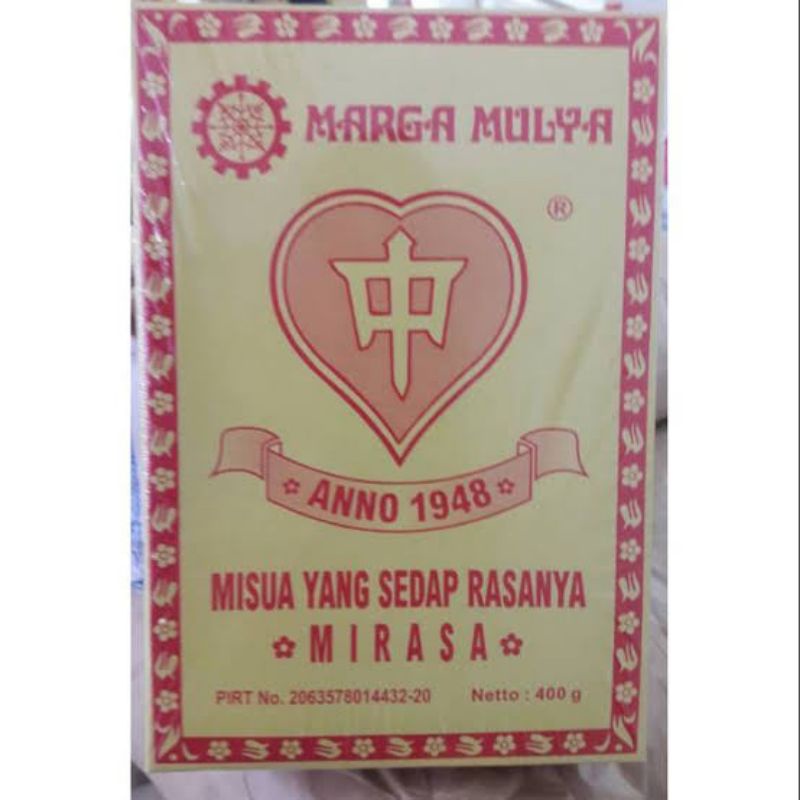 MARGA MULYA
®
中
ANNO 1948
MISUA YANG SEDAP RASANYA
MIRASA
PIRT No. 2063578014432-20 Netto : 400 g